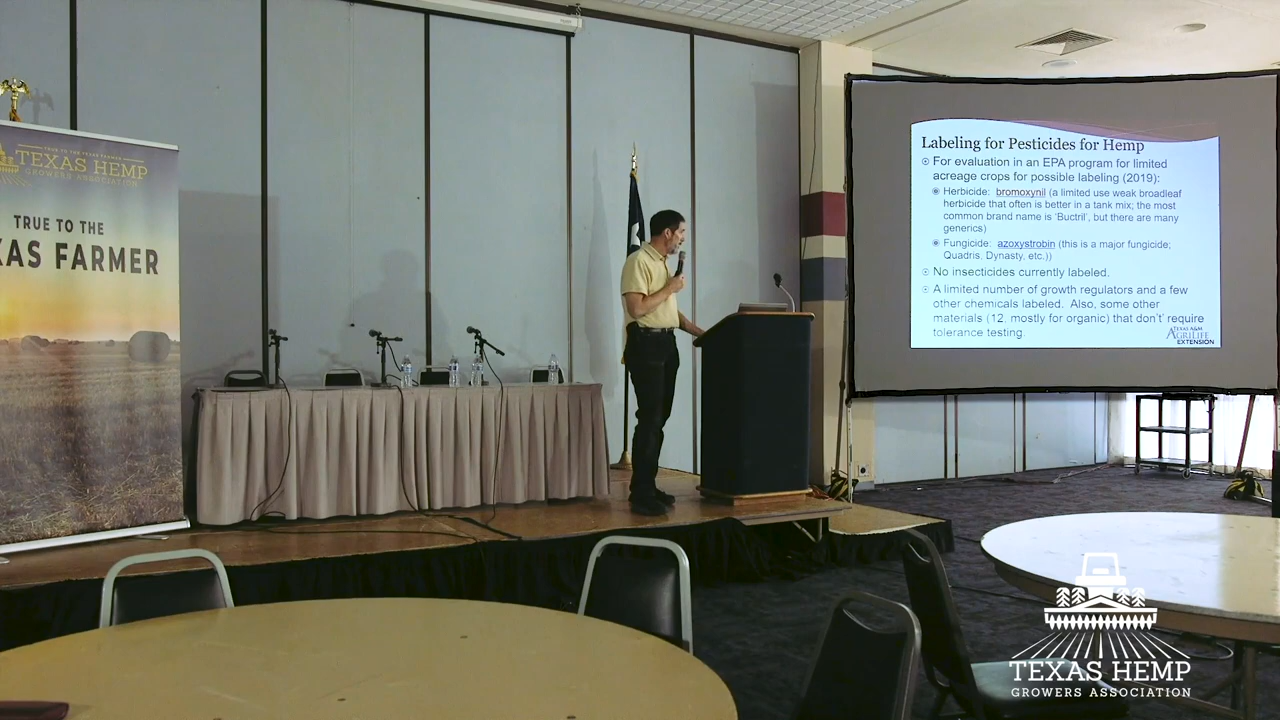 TRUE TO THE TEXAS FARMER
TEXAS HEMP
GROWERS ASSOCIATION
TRUE TO THE
XAS FARMER
Labeling for Pesticides for Hemp
For evaluation in an EPA program for limited
acreage crops for possible labeling (2019):
Herbicide: bromoxynil (a limited use weak broadleaf
herbicide that often is better in a tank mix; the most
common brand name is 'Buctril', but there are many
generics)
Fungicide: azoxystrobin (this is a major fungicide;
Quadris, Dynasty, etc.))
No insecticides currently labeled.
A limited number of growth regulators and a few
other chemicals labeled. Also, some other
materials (12, mostly for organic) that don't' require
tolerance testing.
TEXAS A&M
AGRILIFE
EXTENSION
TEXAS HEMP
GROWERS ASSOCIATION